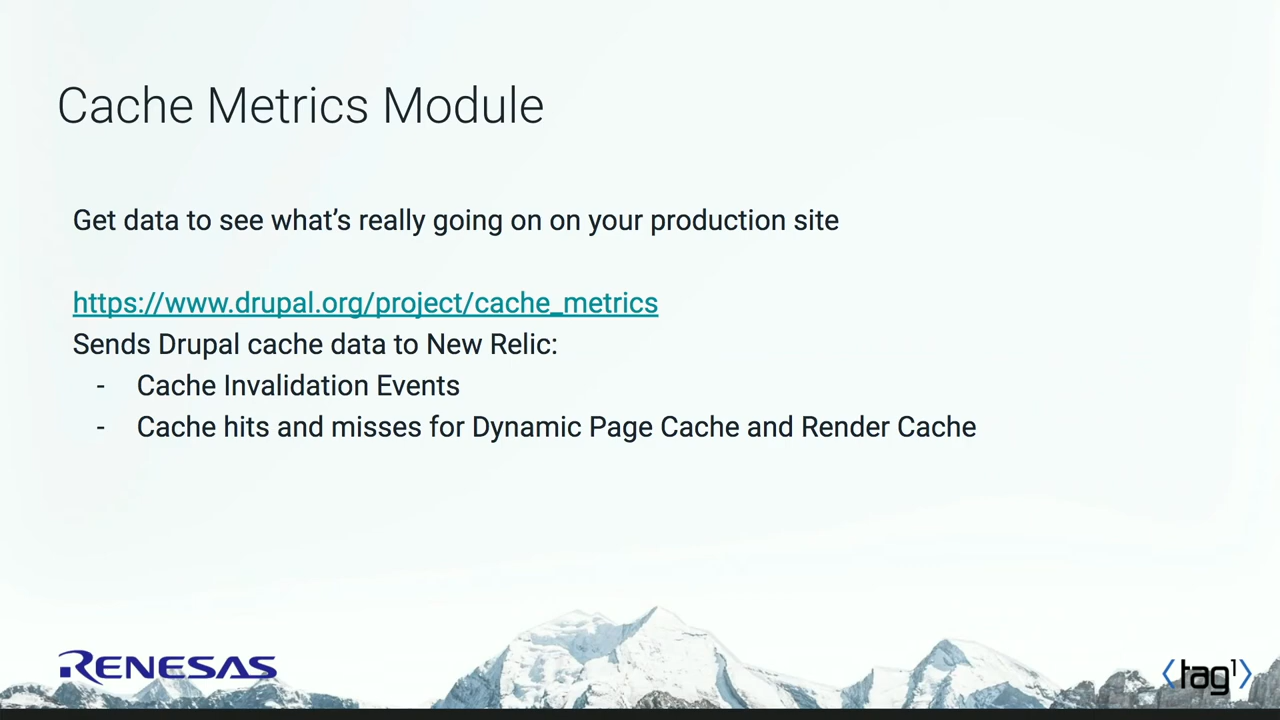 Cache Metrics Module
Get data to see what's really going on on your production site
https://www.drupal.org/project/cache_metrics
Sends Drupal cache data to New Relic:
- Cache Invalidation Events
- Cache hits and misses for Dynamic Page Cache and Render Cache
RENESAS
⟨tag1⟩